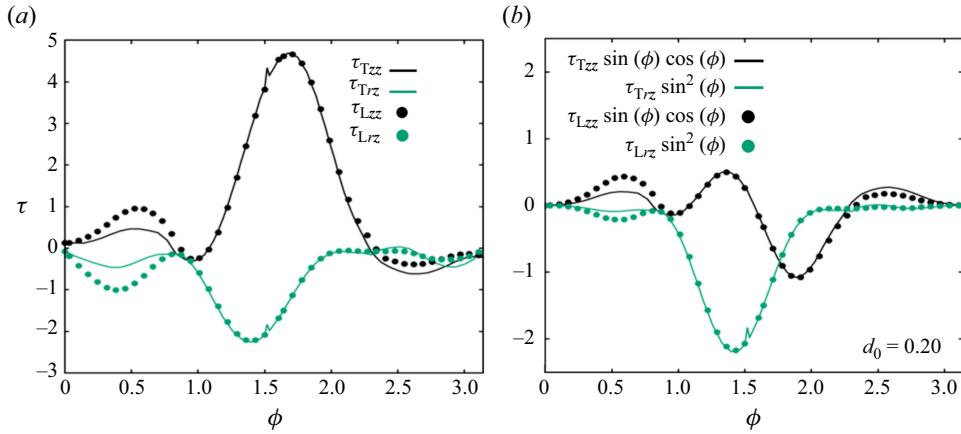 (a)
5
4
3
2
1
0
−1
−2
−3
τ
τTzz
τTrz
τLzz
τLrz
0 0.5 1.0 1.5 2.0 2.5 3.0
ϕ
(b)
2
1
0
−1
−2
τTzz sin (ϕ) cos (ϕ)
τTrz sin² (ϕ)
τLzz sin (ϕ) cos (ϕ)
τLrz sin² (ϕ)
d₀ = 0.20
0 0.5 1.0 1.5 2.0 2.5 3.0
ϕ